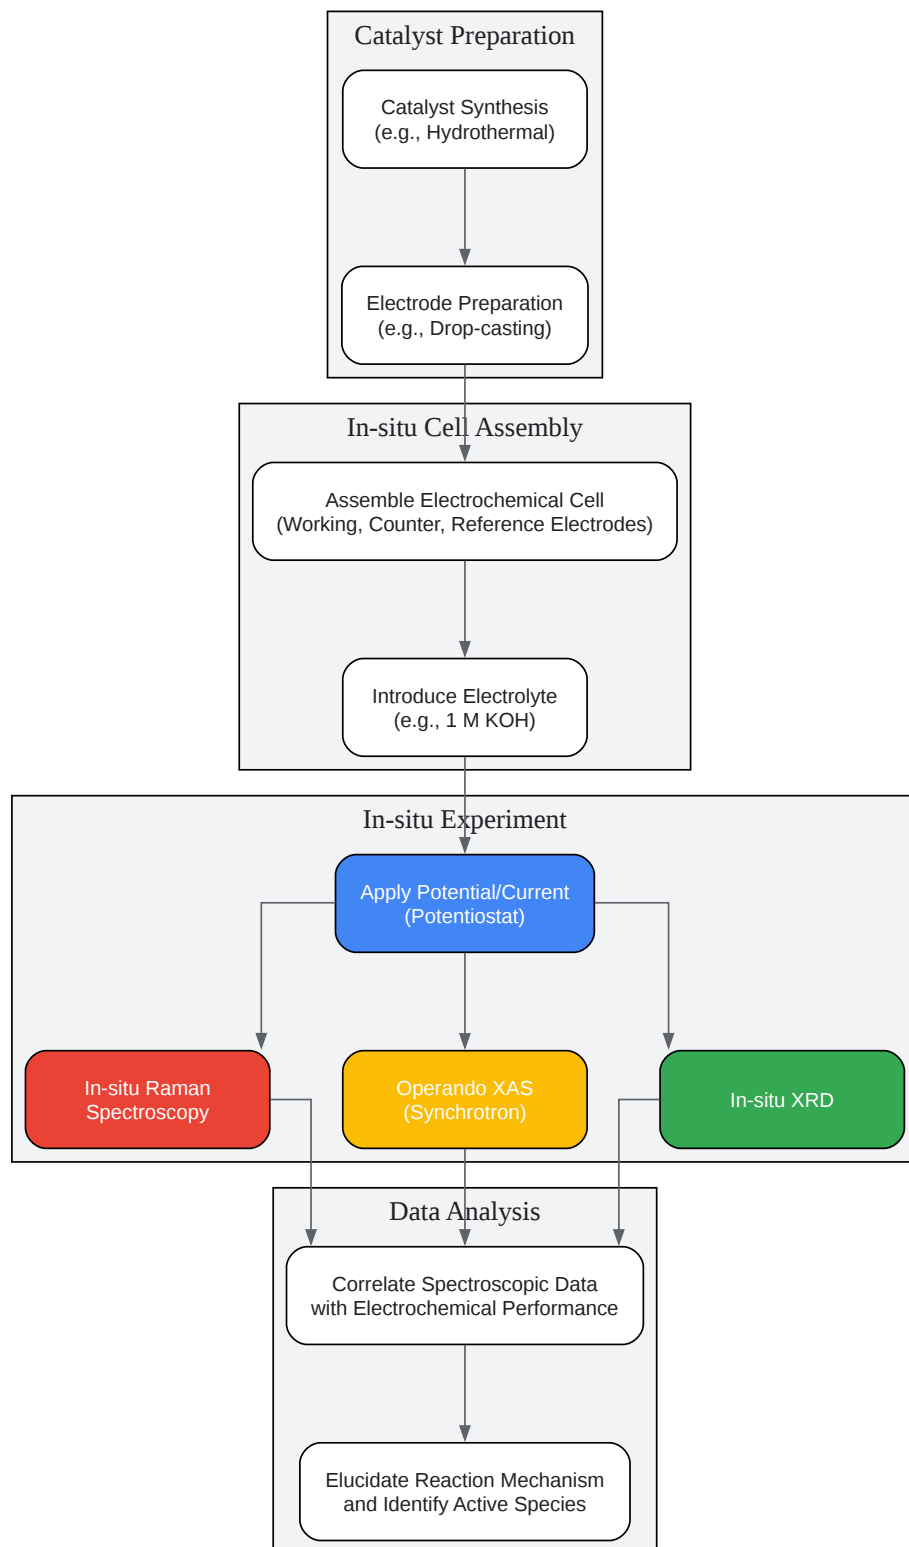 Catalyst Preparation
Catalyst Synthesis
(e.g., Hydrothermal)
Electrode Preparation
(e.g., Drop-casting)
In-situ Cell Assembly
Assemble Electrochemical Cell
(Working, Counter, Reference Electrodes)
Introduce Electrolyte
(e.g., 1 M KOH)
In-situ Experiment
Apply Potential/Current
(Potentiostat)
In-situ Raman
Spectroscopy
Operando XAS
(Synchrotron)
In-situ XRD
Data Analysis
Correlate Spectroscopic Data
with Electrochemical Performance
Elucidate Reaction Mechanism
and Identify Active Species